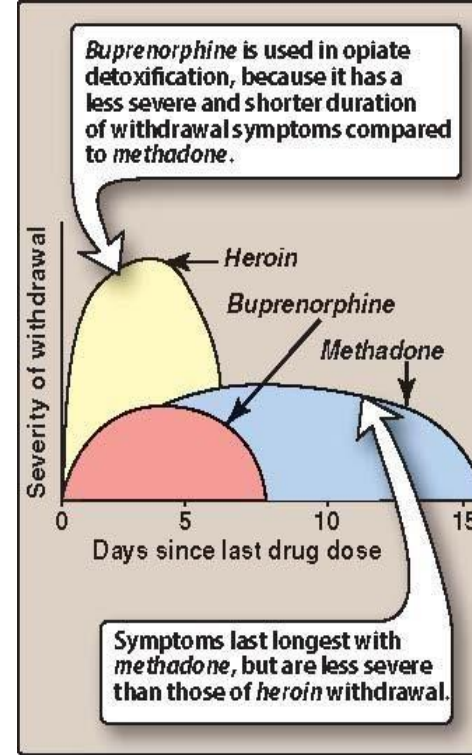 Buprenorphine is used in opiate
detoxification, because it has a
less severe and shorter duration
of withdrawal symptoms compared
to methadone.
Severity of withdrawal
Heroin
Buprenorphine
Methadone
0 5 10 15
Days since last drug dose
Symptoms last longest with
methadone, but are less severe
than those of heroin withdrawal.